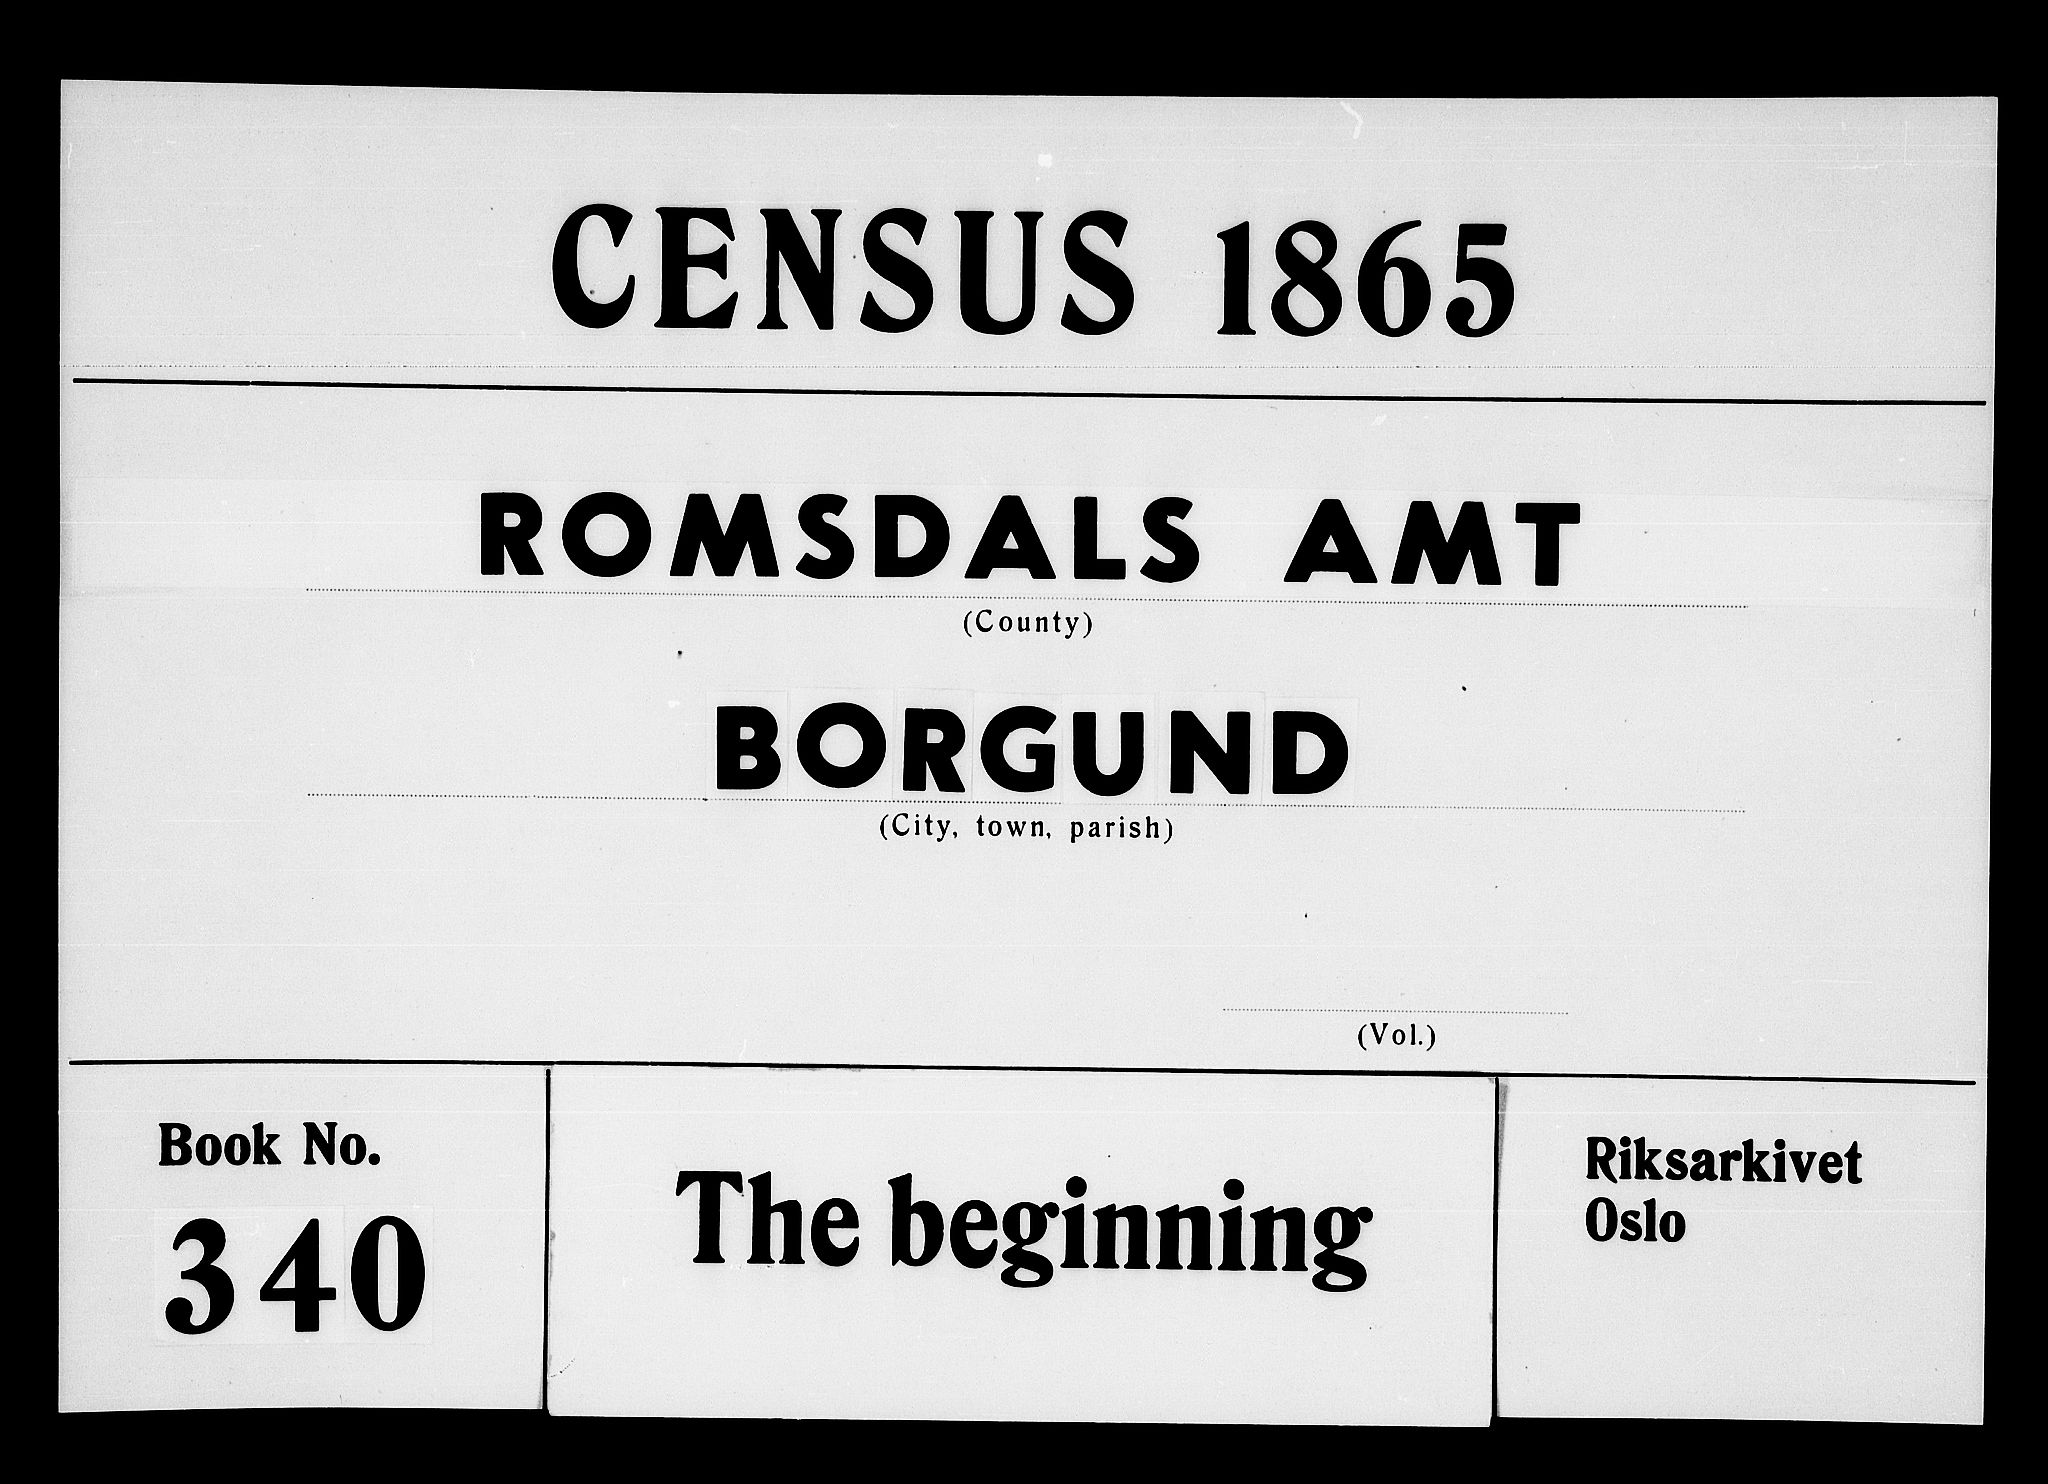 CENSUS 1865
ROMSDALS AMT
(County)
BORGUND
(City, town, parish)
(Vol.)
Book No.
340
The beginning
Riksarkivet
Oslo